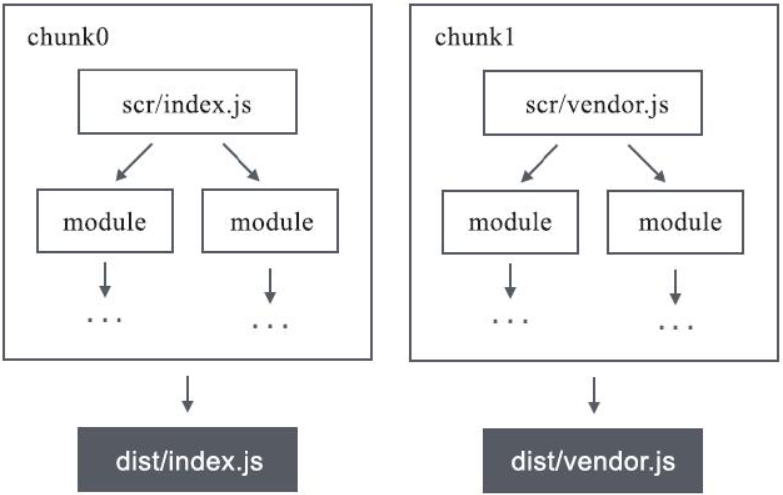 chunk0
scr/index.js
module
module
...
...
dist/index.js
chunk1
scr/vendor.js
module
module
...
...
dist/vendor.js